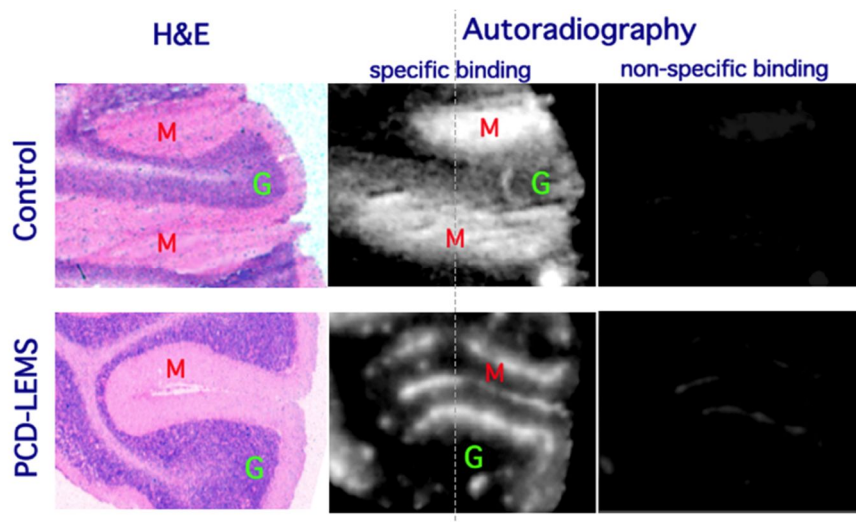 H&E
Autoradiography
specific binding
non-specific binding
Control
M
G
M
M
G
M
PCD-LEMS
M
G
M
G